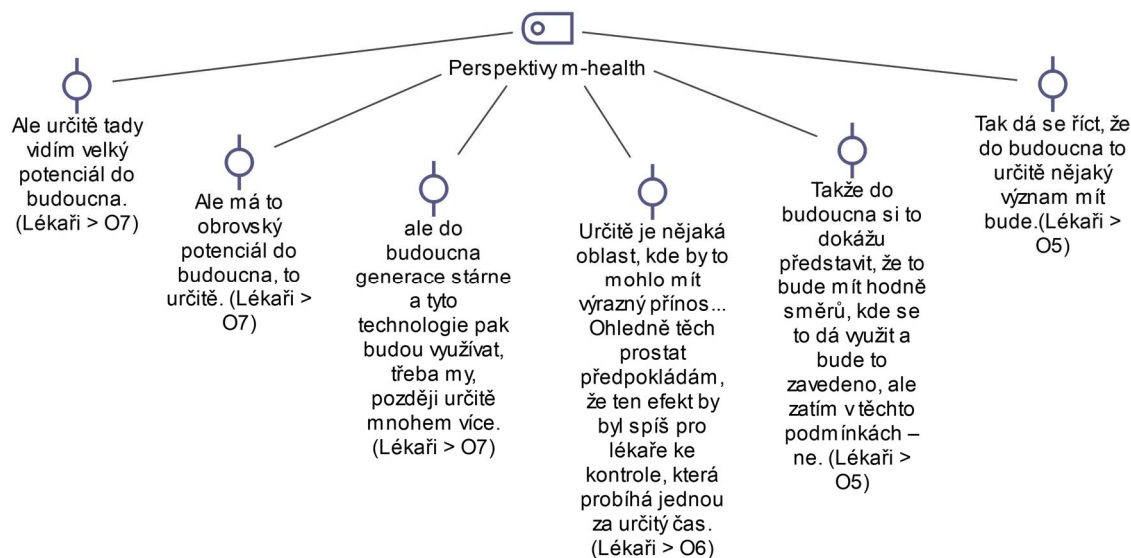 Perspektivy m-health
Ale určitě tady
vidím velký
potenciál do
budoucna.
(Lékaři > O7)
Ale má to
obrovský
potenciál do
budoucna, to
určitě. (Lékaři >
O7)
ale do
budoucna
generace stárne
a tyto
technologie pak
budou využívat,
třeba my,
později určitě
mnohem více.
(Lékaři > O7)
Určitě je nějaká
oblast, kde by to
mohlo mít
výrazný přínos...
Ohledně těch
prostat
předpokládám,
že ten efekt by
byl spíš pro
lékaře ke
kontrole, která
probíhá jednou
za určitý čas.
(Lékaři > O6)
Takže do
budoucna si to
dokážu
představit, že to
bude mít hodně
směrů, kde se
to dá využit a
bude to
zavedeno, ale
zatím v těchto
podmínkách –
ne. (Lékaři >
O5)
Tak dá se říct, že
do budoucna to
určitě nějaký
význam mít
bude.(Lékaři >
O5)